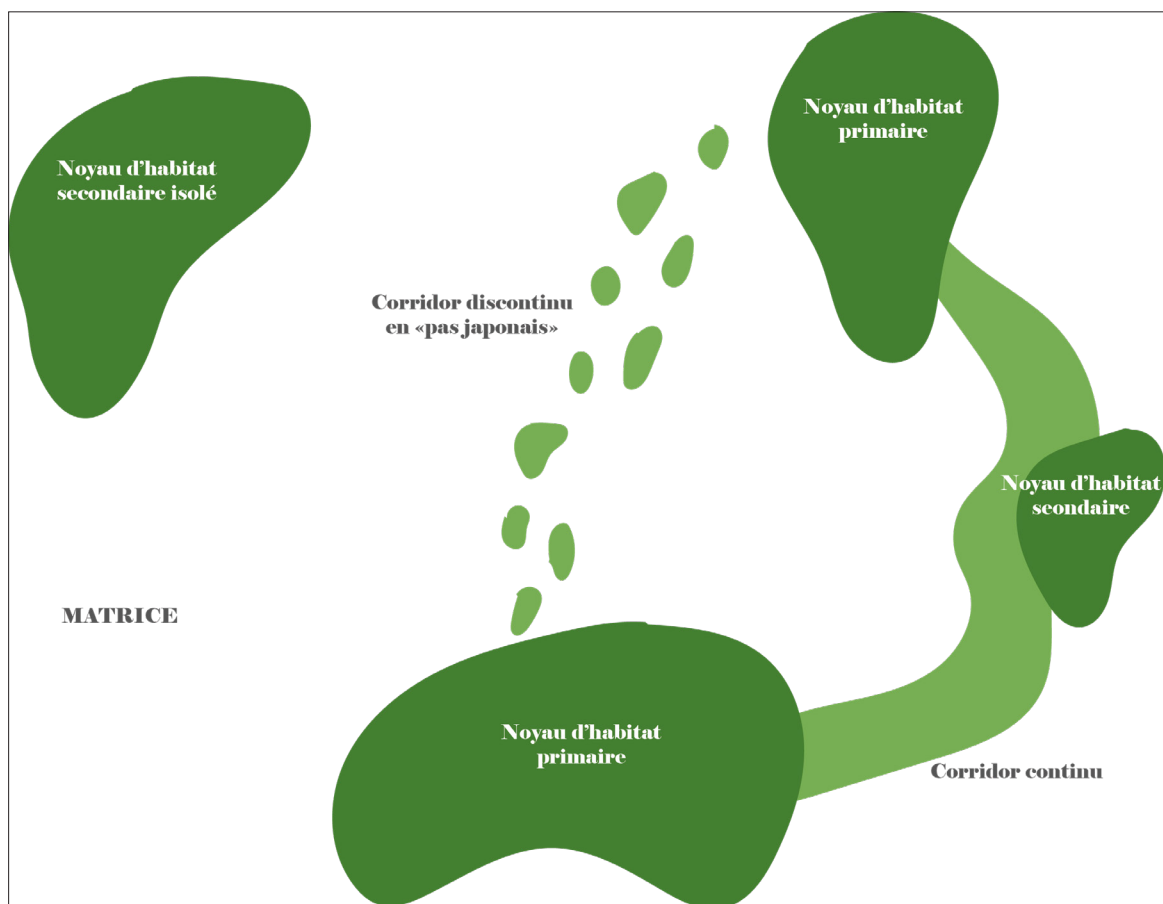 Noyau d'habitat
primaire
Noyau d'habitat
secondaire isolé
Corridor discontinu
en «pas japonais»
Noyau d'habitat
seondaire
MATRICE
Noyau d'habitat
primaire
Corridor continu